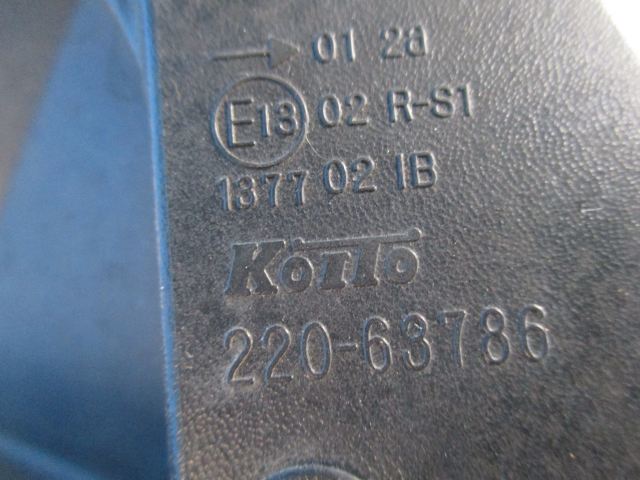 → 01 2a
E13 02 R-S1
1377 02 IB
KOITO
220-63786